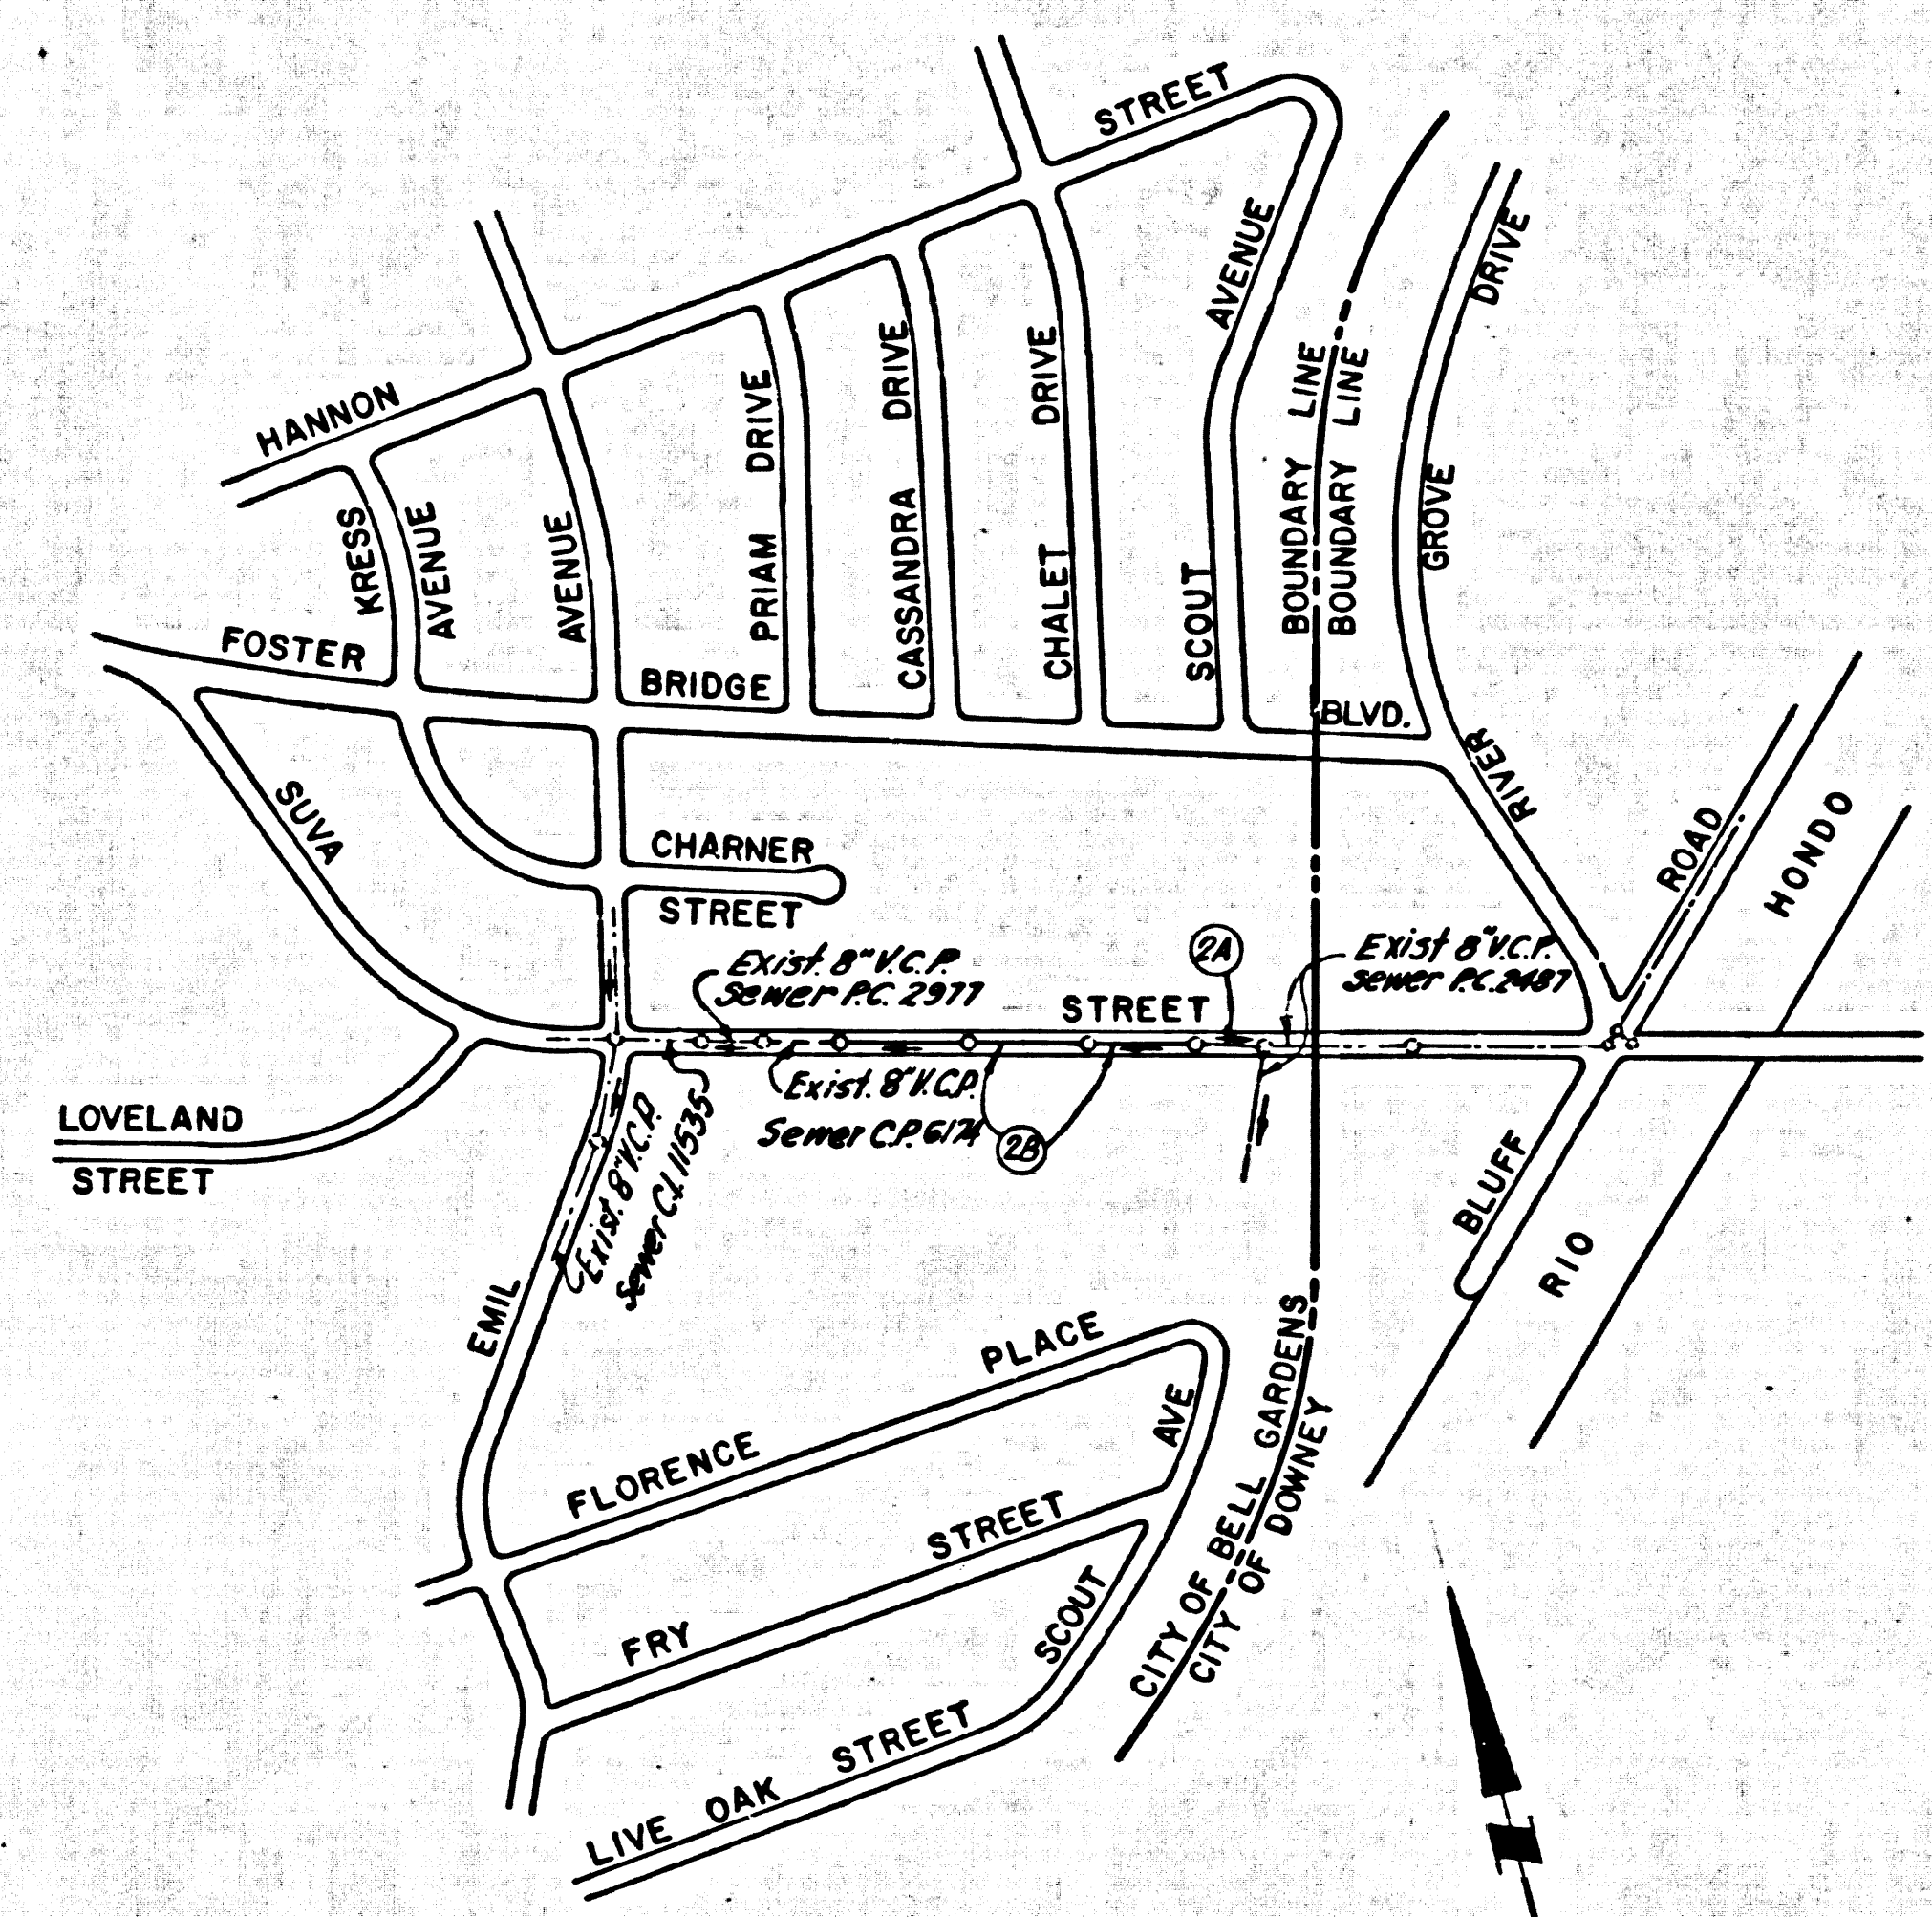 STREET
HANNON
AVENUE
DRIVE
KRESS
AVENUE
AVENUE
PRIAM DRIVE
CASSANDRA DRIVE
CHALET DRIVE
SCOUT
BOUNDARY LINE
BOUNDARY LINE
GROVE
FOSTER
BRIDGE
BLVD.
RIVER
SUVA
CHARNER
STREET
ROAD
HONDO
Exist. 8" V.C.P.
Sewer P.C. 2977
2A
Exist 8" V.C.P.
Sewer P.C. 2487
STREET
Exist. 8" V.C.P.
Sewer C.P. 6174
2B
LOVELAND
STREET
Exist. 8" V.C.P.
Sewer C.I. 11535
EMIL
BLUFF
RIO
FLORENCE PLACE
AVE
FRY STREET
SCOUT
CITY OF BELL GARDENS
CITY OF DOWNEY
LIVE OAK STREET
N